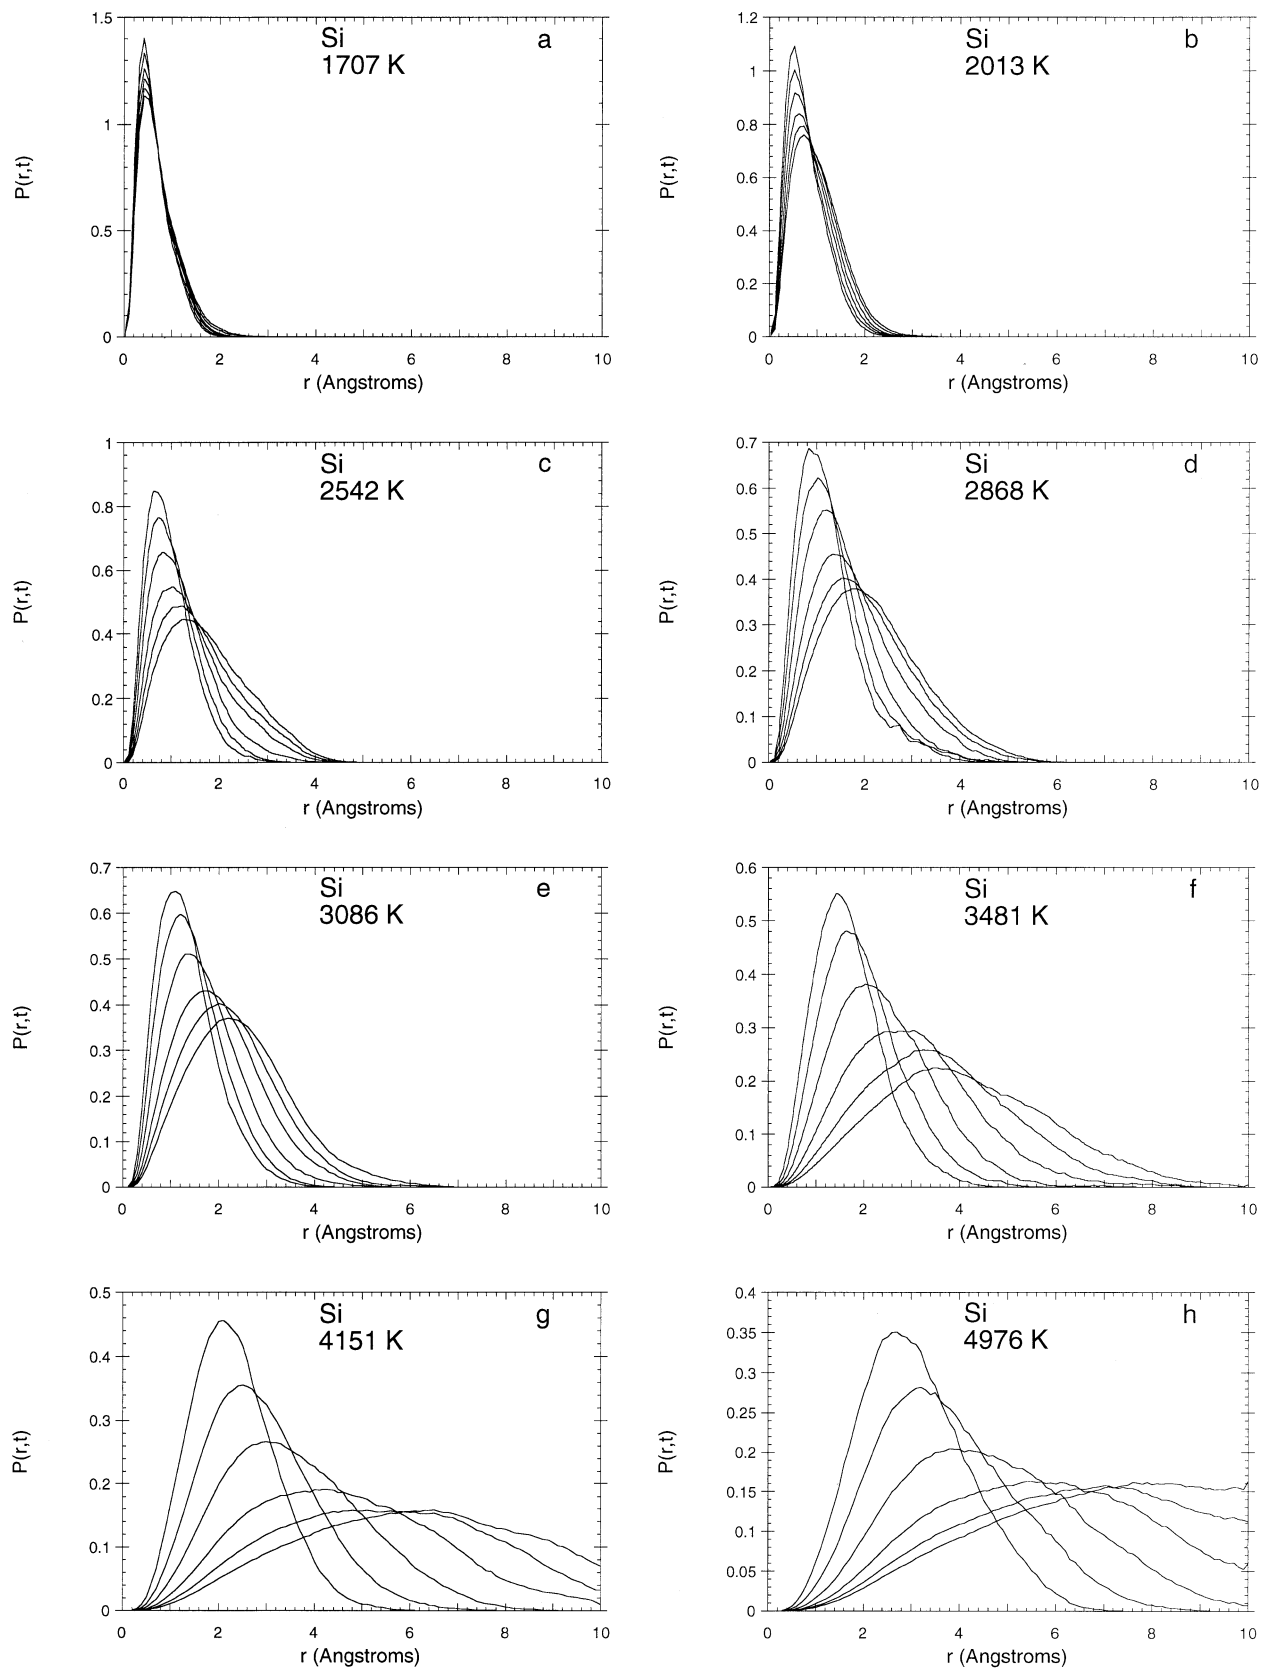 Si a
1707 K
1.5
1
0.5
0
P(r,t)
0 2 4 6 8 10
r (Angstroms)
Si b
2013 K
1.2
1
0.8
0.6
0.4
0.2
0
P(r,t)
0 2 4 6 8 10
r (Angstroms)
Si c
2542 K
1
0.8
0.6
0.4
0.2
0
P(r,t)
0 2 4 6 8 10
r (Angstroms)
Si d
2868 K
0.7
0.6
0.5
0.4
0.3
0.2
0.1
0
P(r,t)
0 2 4 6 8 10
r (Angstroms)
Si e
3086 K
0.7
0.6
0.5
0.4
0.3
0.2
0.1
0
P(r,t)
0 2 4 6 8 10
r (Angstroms)
Si f
3481 K
0.6
0.5
0.4
0.3
0.2
0.1
0
P(r,t)
0 2 4 6 8 10
r (Angstroms)
Si g
4151 K
0.5
0.4
0.3
0.2
0.1
0
P(r,t)
0 2 4 6 8 10
r (Angstroms)
Si h
4976 K
0.4
0.35
0.3
0.25
0.2
0.15
0.1
0.05
0
P(r,t)
0 2 4 6 8 10
r (Angstroms)